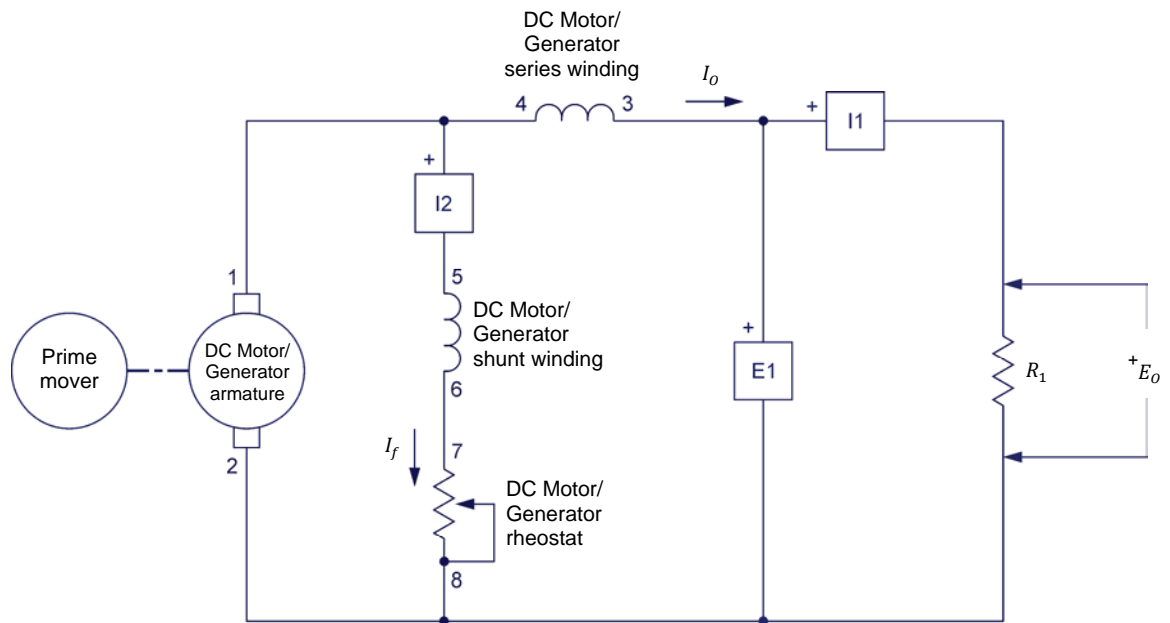 DC Motor/
Generator
series winding
I_O
4
3
+
I1
+
I2
1
5
DC Motor/
Generator
shunt winding
Prime
mover
DC Motor/
Generator
armature
+
E1
R_1
+
E_O
6
2
I_f
7
DC Motor/
Generator
rheostat
8